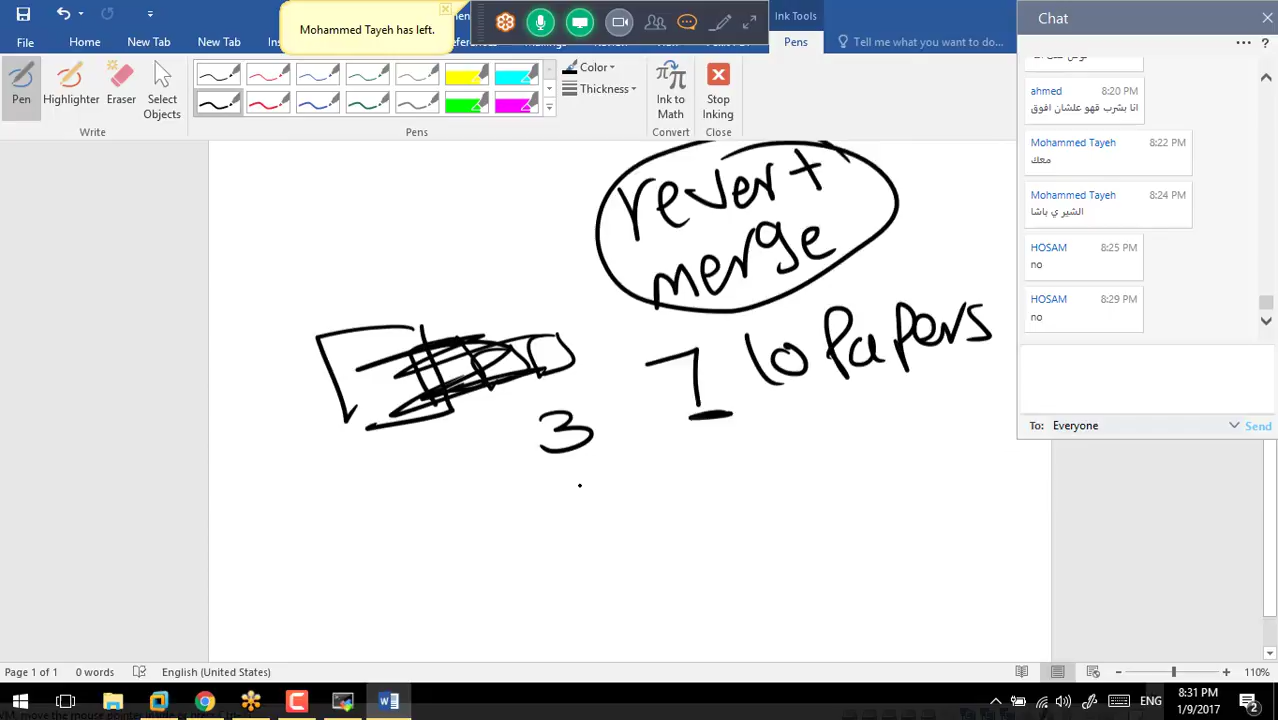 Mohammed Tayeh has left.
Ink Tools
File
Home
New Tab
New Tab
Pens
Tell me what you want to do...
Pen
Highlighter
Eraser
Select
Objects
Color
Thickness
Ink to
Math
Stop
Inking
Write
Pens
Convert
Close
revert
merge
7 10 Papers
3
Chat
ahmed 8:20 PM
انا بشرب قهو علشان افوق
Mohammed Tayeh 8:22 PM
معك
Mohammed Tayeh 8:24 PM
الشير ي باشا
HOSAM 8:25 PM
no
HOSAM 8:29 PM
no
To: Everyone
Send
Page 1 of 1 0 words English (United States)
110%
ENG
8:31 PM
1/9/2017
2